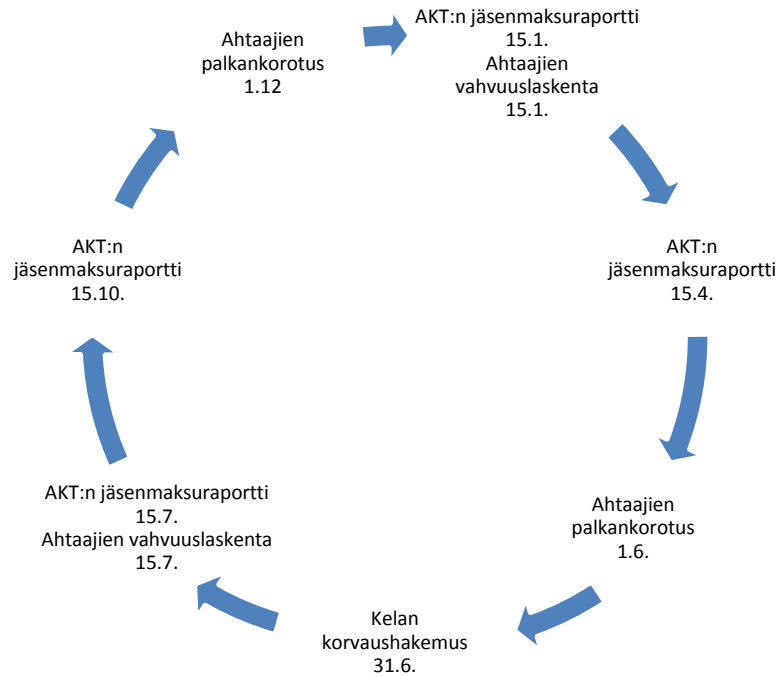 AKT:n jäsenmaksuraportti
15.1.
Ahtaajien
vahvuuslaskenta
15.1.
AKT:n
jäsenmaksuraportti
15.4.
Ahtaajien
palkankorotus
1.6.
Kelan
korvaushakemus
31.6.
AKT:n jäsenmaksuraportti
15.7.
Ahtaajien vahvuuslaskenta
15.7.
AKT:n
jäsenmaksuraportti
15.10.
Ahtaajien
palkankorotus
1.12